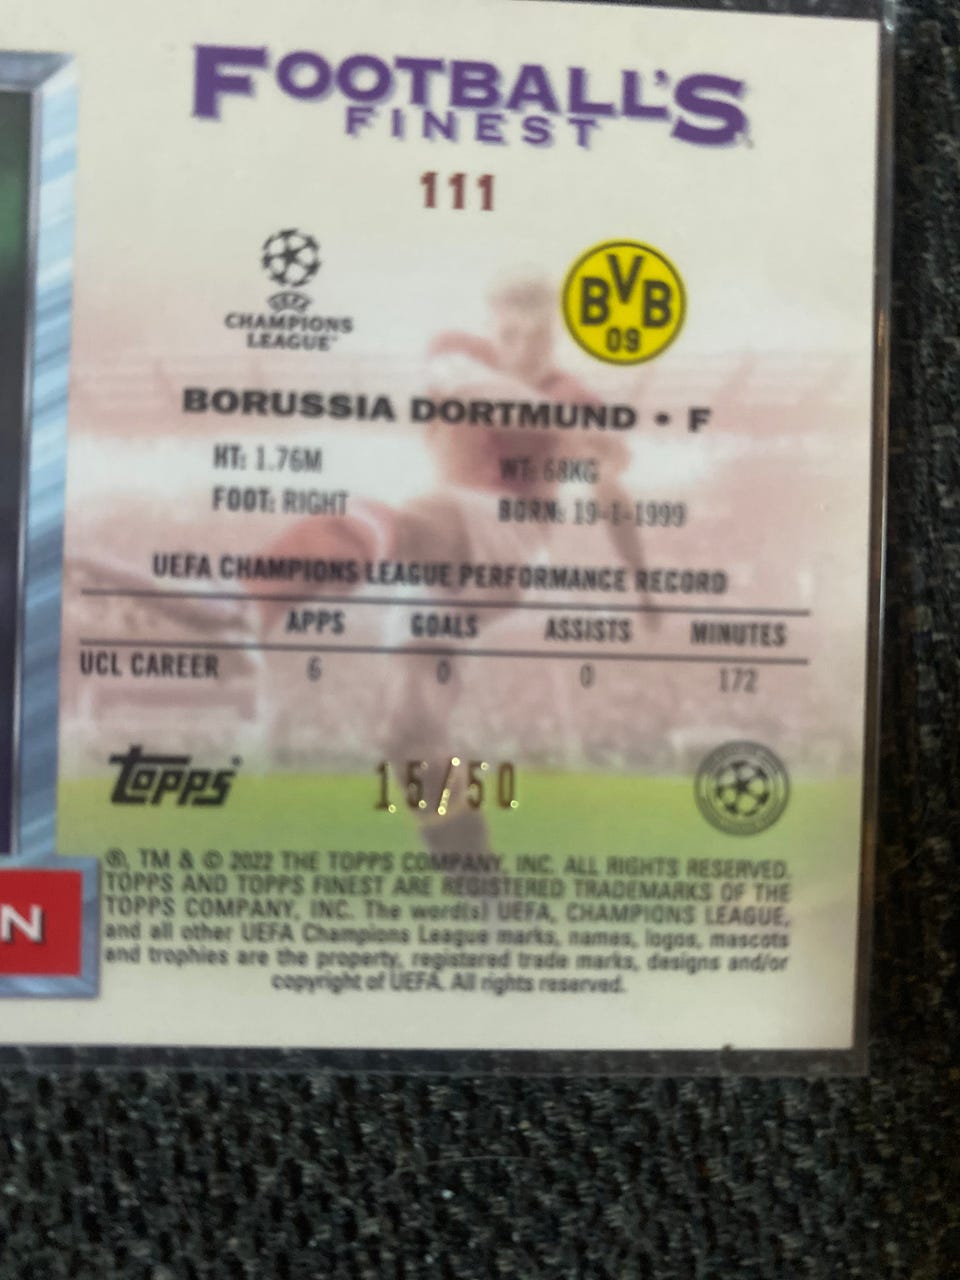 FOOTBALL'S
FINEST
111
UEFA
CHAMPIONS
LEAGUE
BVB
09
BORUSSIA DORTMUND • F
HT: 1.76M WT: 68KG
FOOT: RIGHT BORN: 19-1-1999
UEFA CHAMPIONS LEAGUE PERFORMANCE RECORD
APPS GOALS ASSISTS MINUTES
UCL CAREER 6 0 0 172
Topps 15/50
®, TM & © 2022 THE TOPPS COMPANY, INC. ALL RIGHTS RESERVED.
TOPPS AND TOPPS FINEST ARE REGISTERED TRADEMARKS OF THE
TOPPS COMPANY, INC. The word(s) UEFA, CHAMPIONS LEAGUE,
N and all other UEFA Champions League marks, names, logos, mascots
and trophies are the property, registered trade marks, designs and/or
copyright of UEFA. All rights reserved.